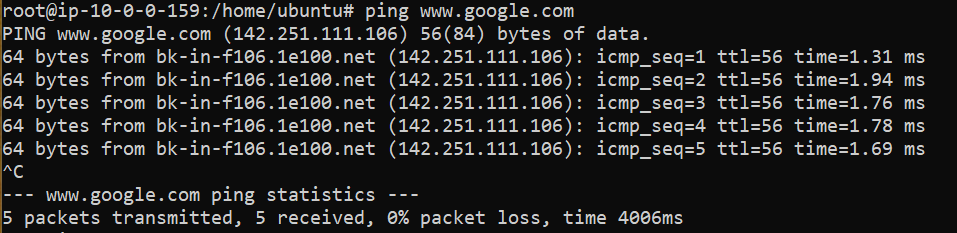 root@ip-10-0-0-159:/home/ubuntu# ping www.google.com
PING www.google.com (142.251.111.106) 56(84) bytes of data.
64 bytes from bk-in-f106.1e100.net (142.251.111.106): icmp_seq=1 ttl=56 time=1.31 ms
64 bytes from bk-in-f106.1e100.net (142.251.111.106): icmp_seq=2 ttl=56 time=1.94 ms
64 bytes from bk-in-f106.1e100.net (142.251.111.106): icmp_seq=3 ttl=56 time=1.76 ms
64 bytes from bk-in-f106.1e100.net (142.251.111.106): icmp_seq=4 ttl=56 time=1.78 ms
64 bytes from bk-in-f106.1e100.net (142.251.111.106): icmp_seq=5 ttl=56 time=1.69 ms
^C
--- www.google.com ping statistics ---
5 packets transmitted, 5 received, 0% packet loss, time 4006ms